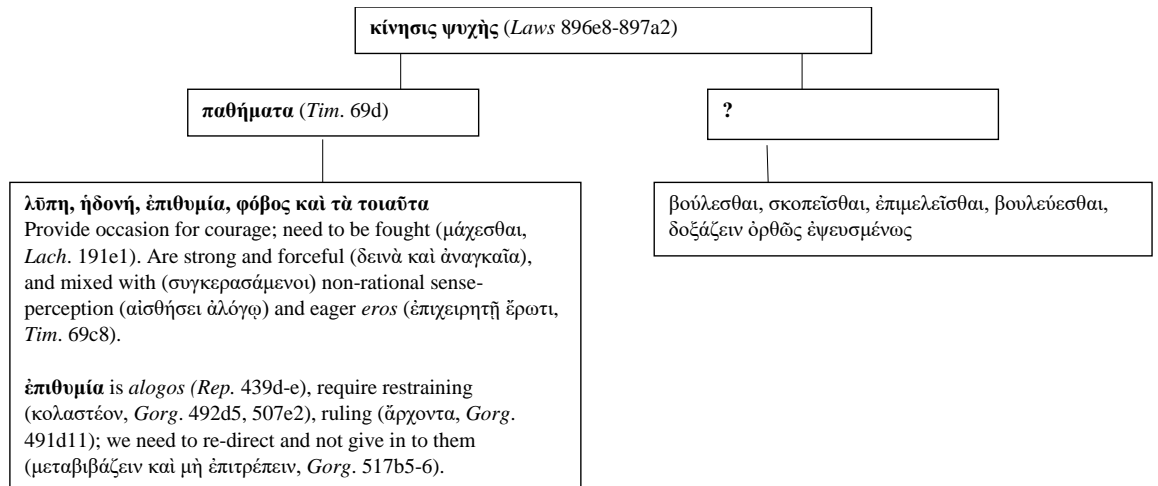 κίνησις ψυχὴς (Laws 896e8-897a2)
παθήματα (Tim. 69d)
?
λῡπη, ἡδονή, ἐπιθυμία, φόβος καὶ τὰ τοιαῦτα
Provide occasion for courage; need to be fought (μάχεσθαι,
Lach. 191e1). Are strong and forceful (δεινὰ καὶ ἀναγκαῖα),
and mixed with (συγκερασάμενοι) non-rational sense-
perception (αἰσθήσει ἀλόγῳ) and eager eros (ἐπιχειρητῇ ἔρωτι,
Tim. 69c8).
ἐπιθυμία is alogos (Rep. 439d-e), require restraining
(κολαστέον, Gorg. 492d5, 507e2), ruling (ἄρχοντα, Gorg.
491d11); we need to re-direct and not give in to them
(μεταβιβάζειν καὶ μὴ ἐπιτρέπειν, Gorg. 517b5-6).
βούλεσθαι, σκοπεῖσθαι, ἐπιμελεῖσθαι, βουλεύεσθαι,
δοξάζειν ὀρθῶς ἐψευσμένως